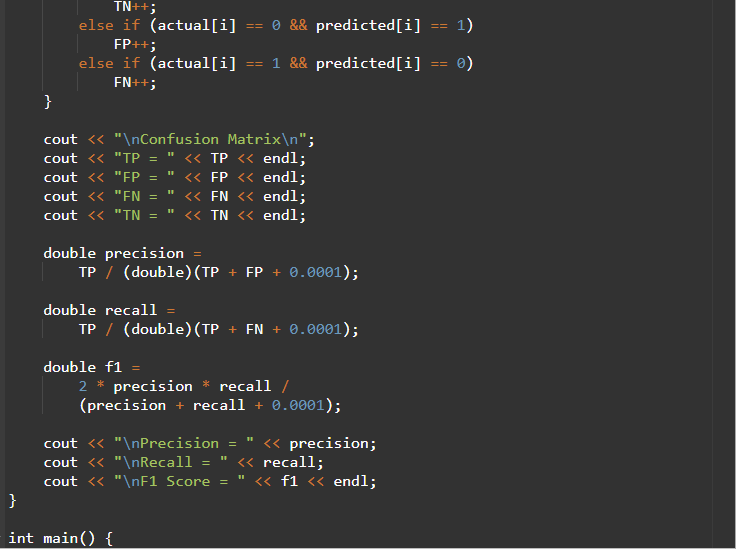 TN++;
else if (actual[i] == 0 && predicted[i] == 1)
FP++;
else if (actual[i] == 1 && predicted[i] == 0)
FN++;
}
cout << "\nConfusion Matrix\n";
cout << "TP = " << TP << endl;
cout << "FP = " << FP << endl;
cout << "FN = " << FN << endl;
cout << "TN = " << TN << endl;
double precision =
TP / (double)(TP + FP + 0.0001);
double recall =
TP / (double)(TP + FN + 0.0001);
double f1 =
2 * precision * recall /
(precision + recall + 0.0001);
cout << "\nPrecision = " << precision;
cout << "\nRecall = " << recall;
cout << "\nF1 Score = " << f1 << endl;
}
int main() {